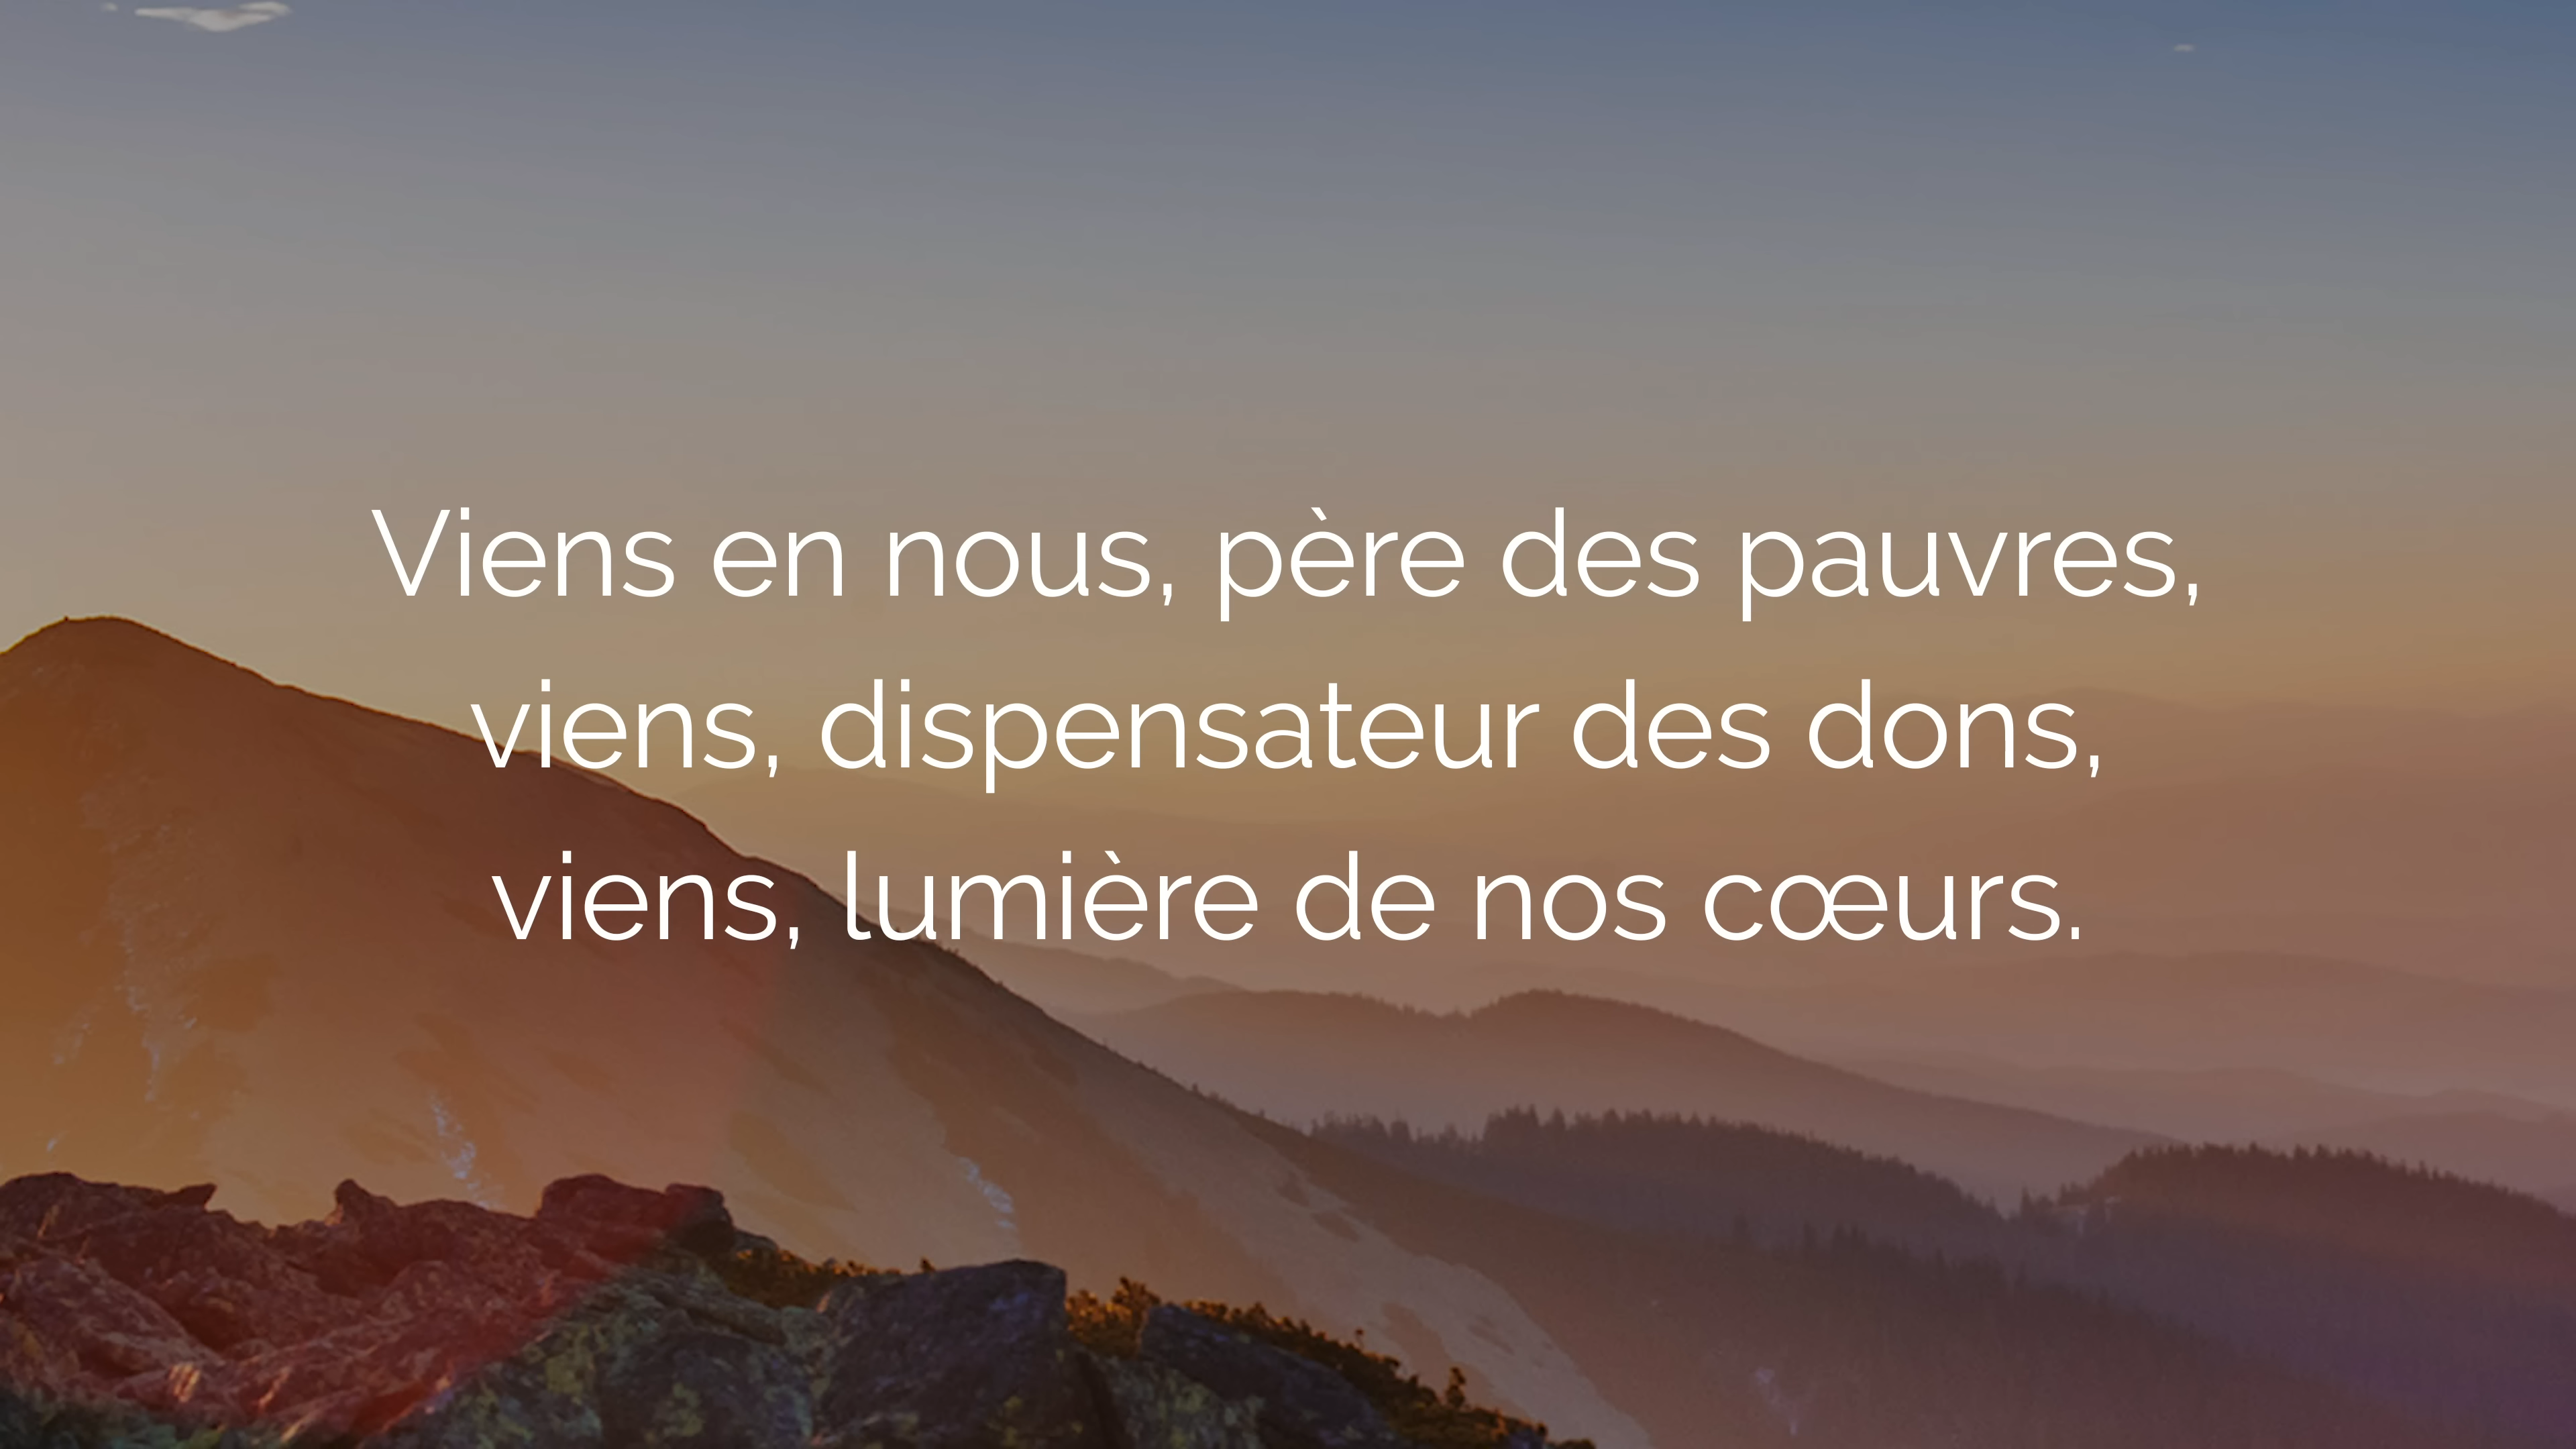 Viens en nous, père des pauvres,
viens, dispensateur des dons,
viens, lumière de nos cœurs.